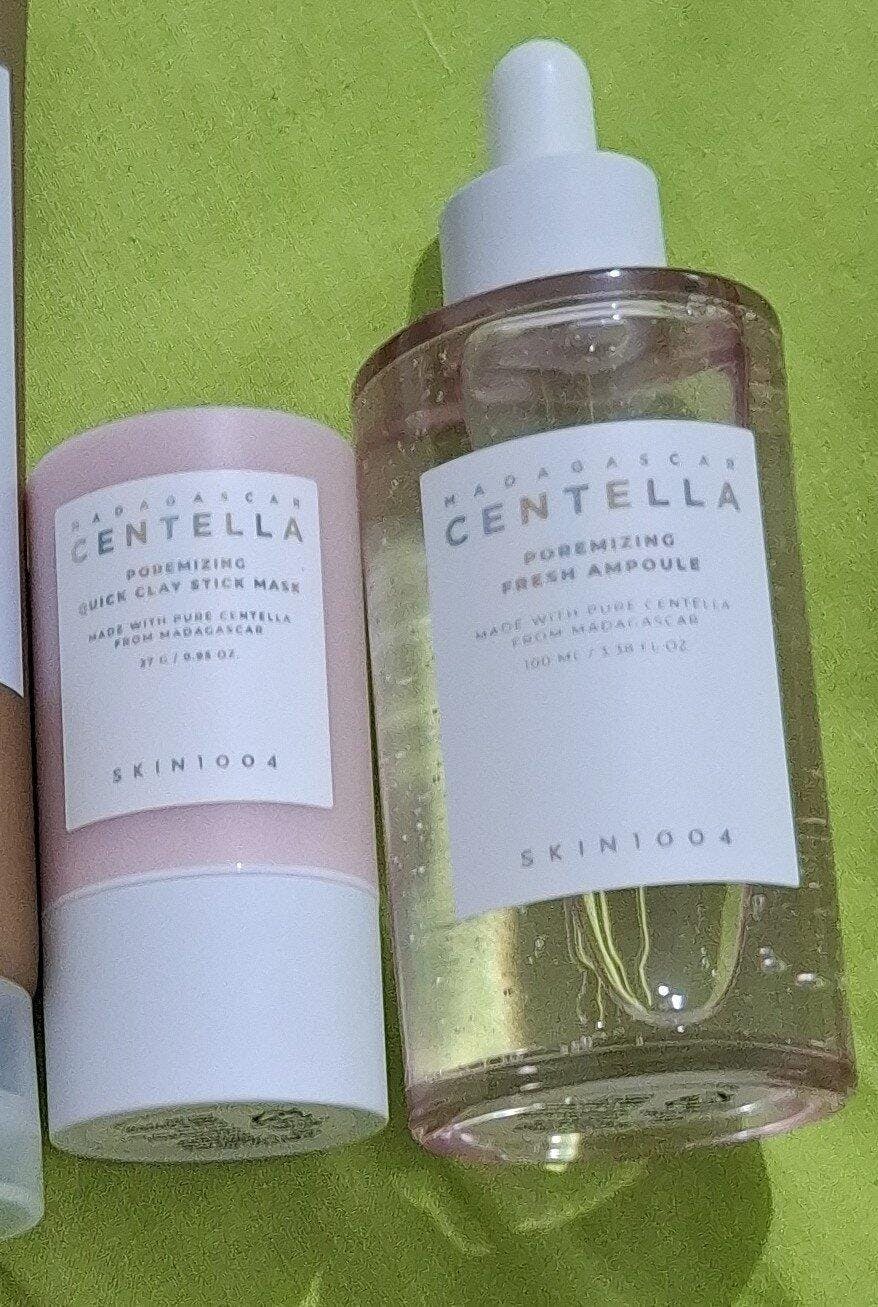 MADAGASCAR
CENTELLA
POREMIZING
QUICK CLAY STICK MASK
MADE WITH PURE CENTELLA
FROM MADAGASCAR
27 G / 0.95 OZ.
SKIN1004
MADAGASCAR
CENTELLA
POREMIZING
FRESH AMPOULE
MADE WITH PURE CENTELLA
FROM MADAGASCAR
100 ML / 3.38 FL.OZ.
SKIN1004